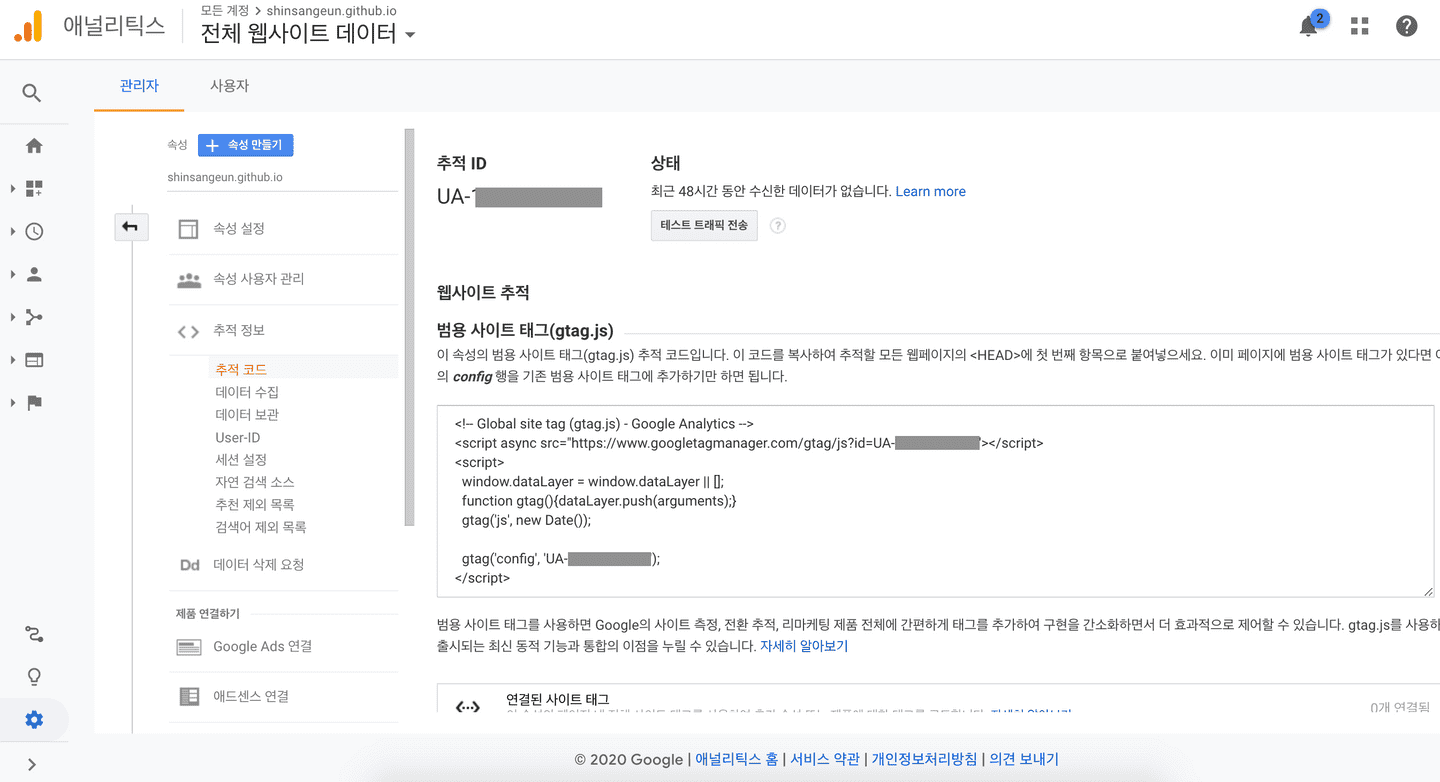 애널리틱스
모든 계정 > shinsangeun.github.io
전체 웹사이트 데이터
2
관리자
사용자
속성
+ 속성 만들기
shinsangeun.github.io
속성 설정
속성 사용자 관리
추적 정보
추적 코드
데이터 수집
데이터 보관
User-ID
세션 설정
자연 검색 소스
추천 제외 목록
검색어 제외 목록
Dd 데이터 삭제 요청
제품 연결하기
Google Ads 연결
애드센스 연결
추적 ID
UA-1
상태
최근 48시간 동안 수신한 데이터가 없습니다. Learn more
테스트 트래픽 전송
?
웹사이트 추적
범용 사이트 태그(gtag.js)
이 속성의 범용 사이트 태그(gtag.js) 추적 코드입니다. 이 코드를 복사하여 추적할 모든 웹페이지의 <HEAD>에 첫 번째 항목으로 붙여넣으세요. 이미 페이지에 범용 사이트 태그가 있다면
의 config 행을 기존 범용 사이트 태그에 추가하기만 하면 됩니다.
<!-- Global site tag (gtag.js) - Google Analytics -->
<script async src="https://www.googletagmanager.com/gtag/js?id=UA-"></script>
<script>
window.dataLayer = window.dataLayer || [];
function gtag(){dataLayer.push(arguments);}
gtag('js', new Date());
gtag('config', 'UA-');
</script>
범용 사이트 태그를 사용하면 Google의 사이트 측정, 전환 추적, 리마케팅 제품 전체에 간편하게 태그를 추가하여 구현을 간소화하면서 더 효과적으로 제어할 수 있습니다. gtag.js를 사용하
출시되는 최신 동적 기능과 통합의 이점을 누릴 수 있습니다. 자세히 알아보기
연결된 사이트 태그
0개 연결됨
© 2020 Google | 애널리틱스 홈 | 서비스 약관 | 개인정보처리방침 | 의견 보내기